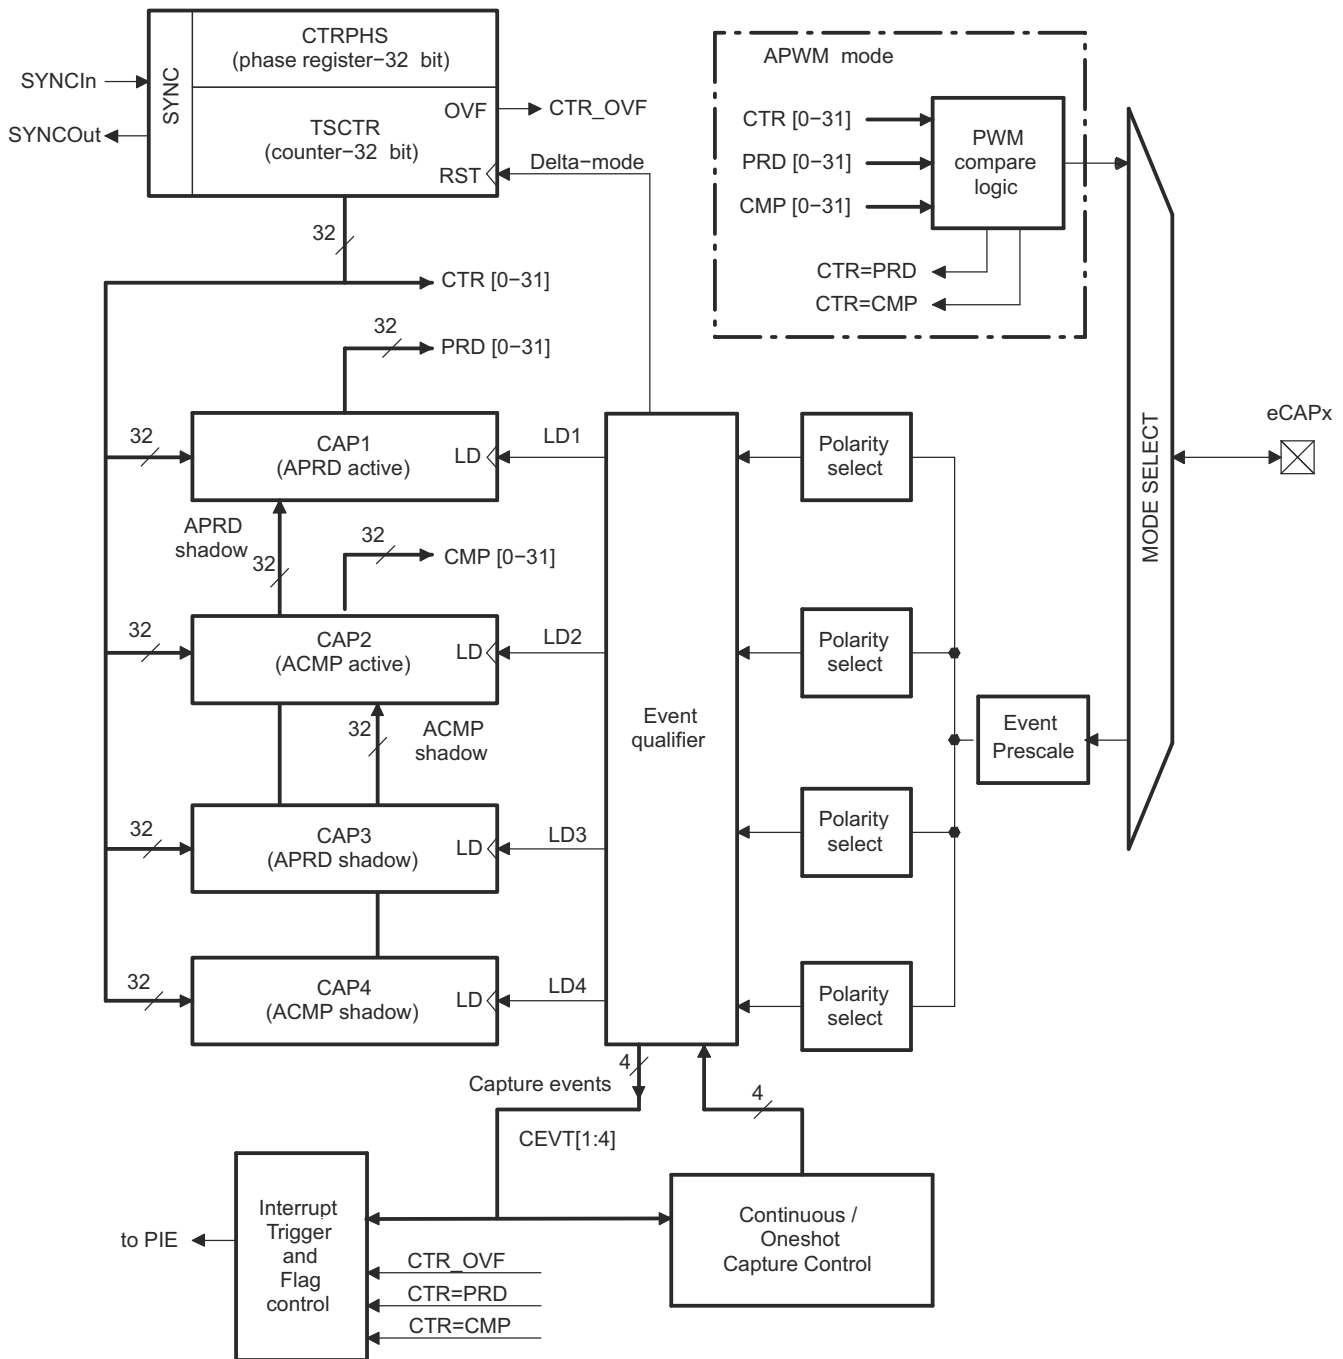 CTRPHS
(phase register−32 bit)
APWM mode
SYNCIn
SYNC
OVF
CTR_OVF
SYNCOut
TSCTR
(counter−32 bit)
RST
Delta−mode
CTR [0−31]
PRD [0−31]
CMP [0−31]
PWM
compare
logic
CTR=PRD
CTR=CMP
32
CTR [0−31]
32
PRD [0−31]
MODE SELECT
eCAPx
32
CAP1
(APRD active)
LD
LD1
Polarity
select
APRD
shadow
32
32
CMP [0−31]
32
CAP2
(ACMP active)
LD
LD2
Polarity
select
32
ACMP
shadow
Event
qualifier
Event
Prescale
32
CAP3
(APRD shadow)
LD
LD3
Polarity
select
32
CAP4
(ACMP shadow)
LD
LD4
Polarity
select
4
Capture events
4
CEVT[1:4]
to PIE
Interrupt
Trigger
and
Flag
control
CTR_OVF
CTR=PRD
CTR=CMP
Continuous /
Oneshot
Capture Control